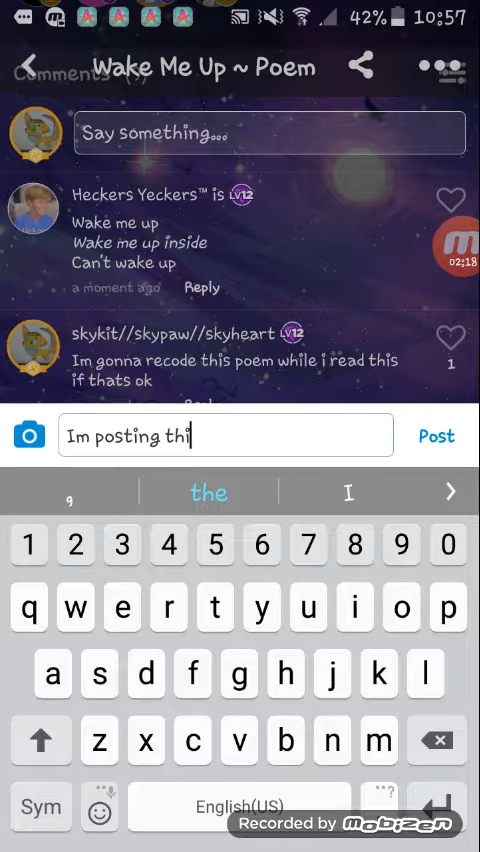 42% 10:57
Comments
Wake Me Up ~ Poem
Say something...
Heckers Yeckers™ is LV12
Wake me up
Wake me up inside
Can't wake up
a moment ago Reply
02:18
skykit//skypaw//skyheart LV12
Im gonna recode this poem while i read this
if thats ok
1
Im posting thi
Post
, the I
1 2 3 4 5 6 7 8 9 0
q w e r t y u i o p
a s d f g h j k l
z x c v b n m
Sym English(US)
Recorded by mobizen